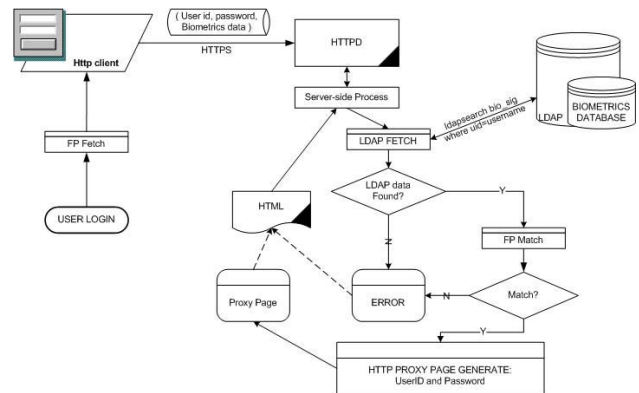 ( User id, password,
Biometrics data )
HTTPS
Http client
HTTPD
Server-side Process
ldapsearch bio_sig
where uid=username
LDAP
BIOMETRICS
DATABASE
FP Fetch
LDAP FETCH
USER LOGIN
HTML
LDAP data
Found?
Y
N
FP Match
Proxy Page
ERROR
N
Match?
Y
HTTP PROXY PAGE GENERATE:
UserID and Password